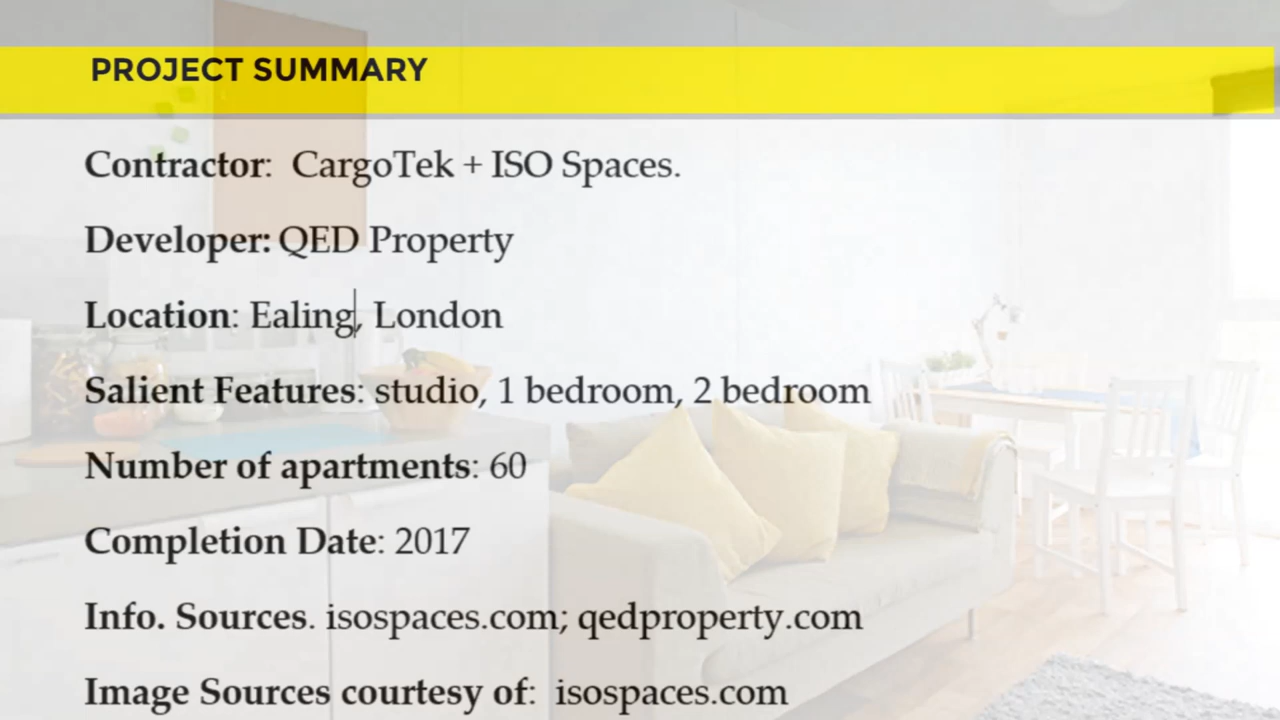 PROJECT SUMMARY
Contractor:  CargoTek + ISO Spaces.
Developer: QED Property
Location: Ealing, London
Salient Features: studio, 1 bedroom, 2 bedroom
Number of apartments: 60
Completion Date: 2017
Info. Sources. isospaces.com; qedproperty.com
Image Sources courtesy of:  isospaces.com